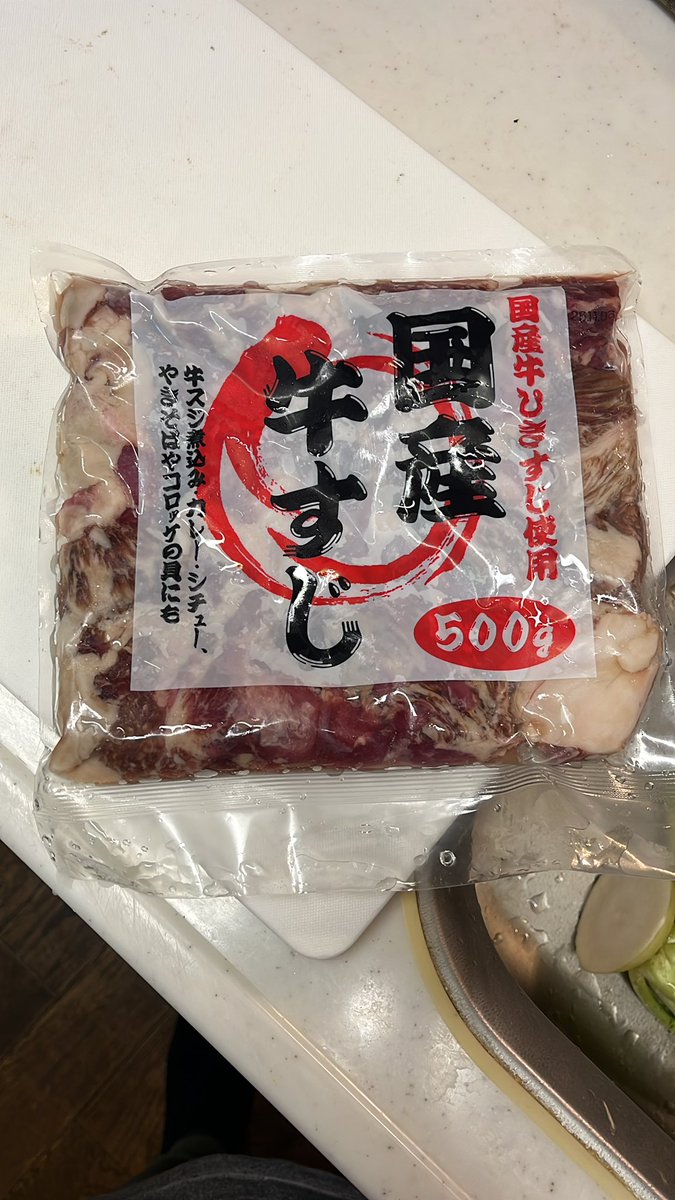 国産牛ひきすじ使用
国産
牛すじ
牛スジ煮込み、カレー・シチュー、
やきそばやコロッケの具にも
500g